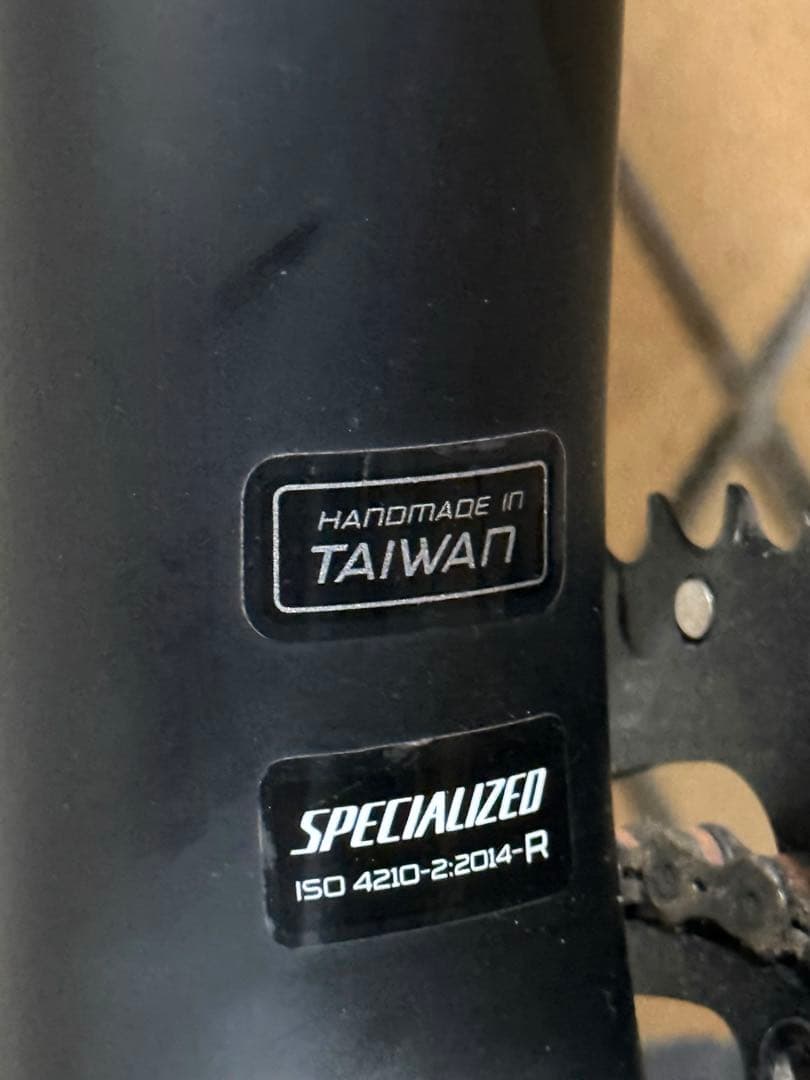 HANDMADE IN
TAIWAN
SPECIALIZED
ISO 4210-2:2014-R